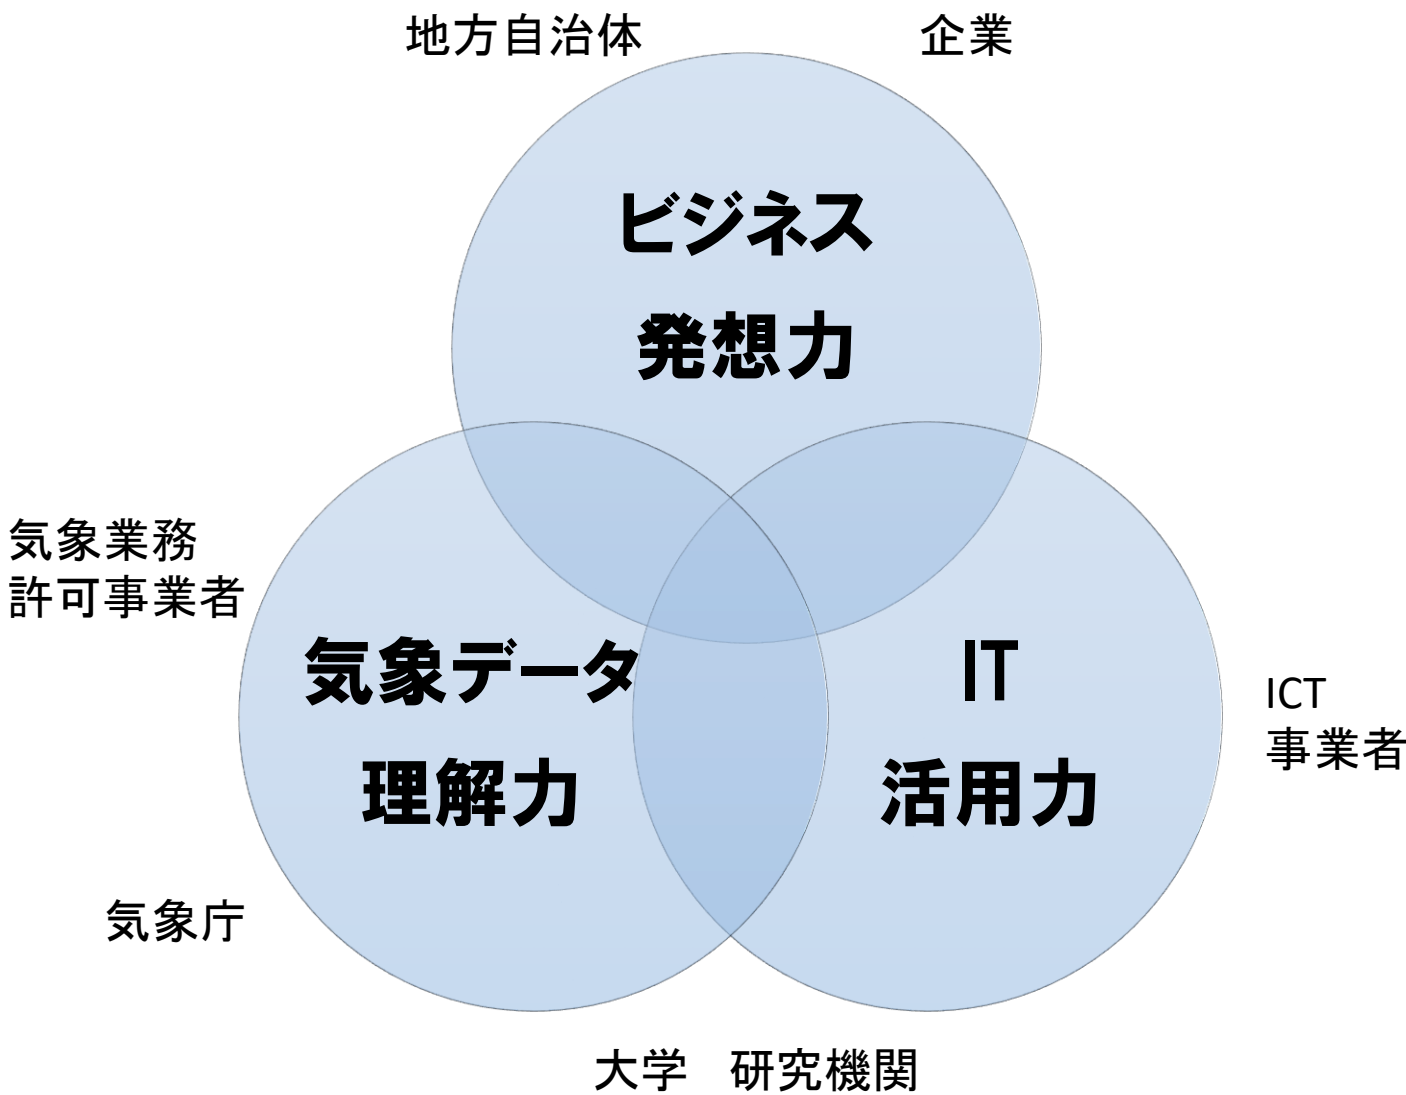 地方自治体
企業
ビジネス
発想力
気象業務
許可事業者
気象データ
理解力
IT
活用力
ICT
事業者
気象庁
大学　研究機関